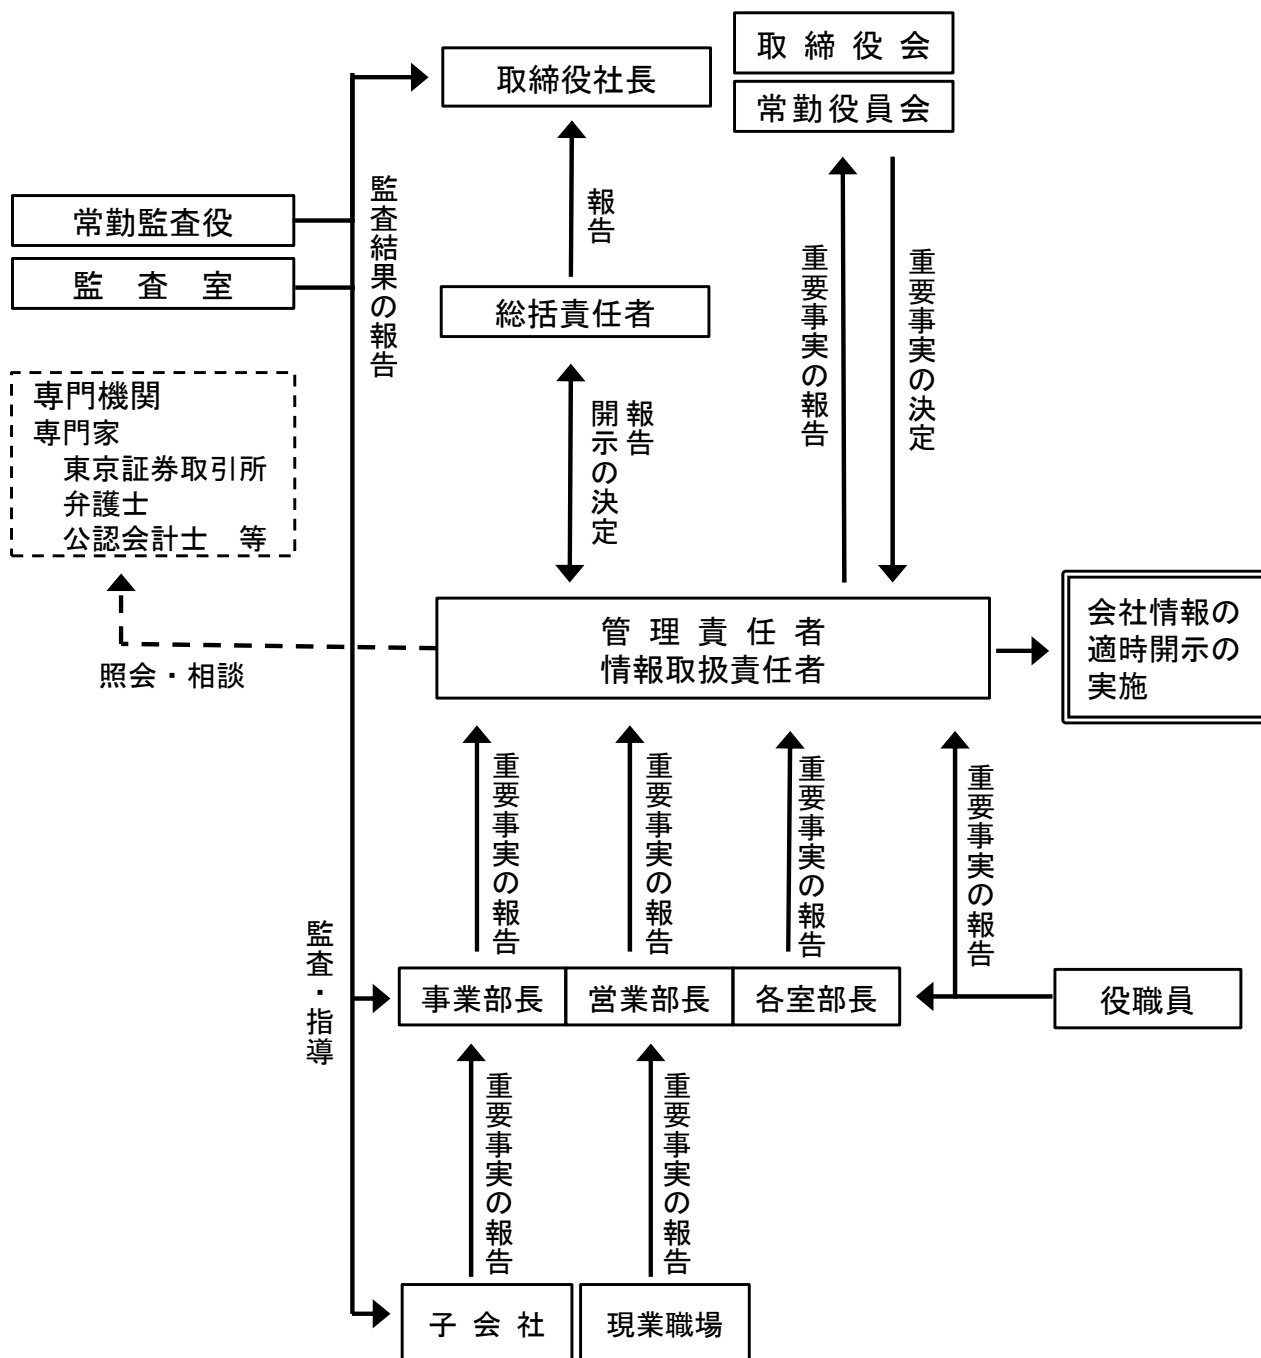 取締役会
常勤役員会
取締役社長
常勤監査役
監査室
監査結果の報告
報告
総括責任者
重要事実の報告
重要事実の決定
専門機関
専門家
東京証券取引所
弁護士
公認会計士　等
報告
開示の決定
管理責任者
情報取扱責任者
照会・相談
会社情報の
適時開示の
実施
重要事実の報告
重要事実の報告
重要事実の報告
重要事実の報告
監査・指導
事業部長
営業部長
各室部長
役職員
重要事実の報告
重要事実の報告
子会社
現業職場